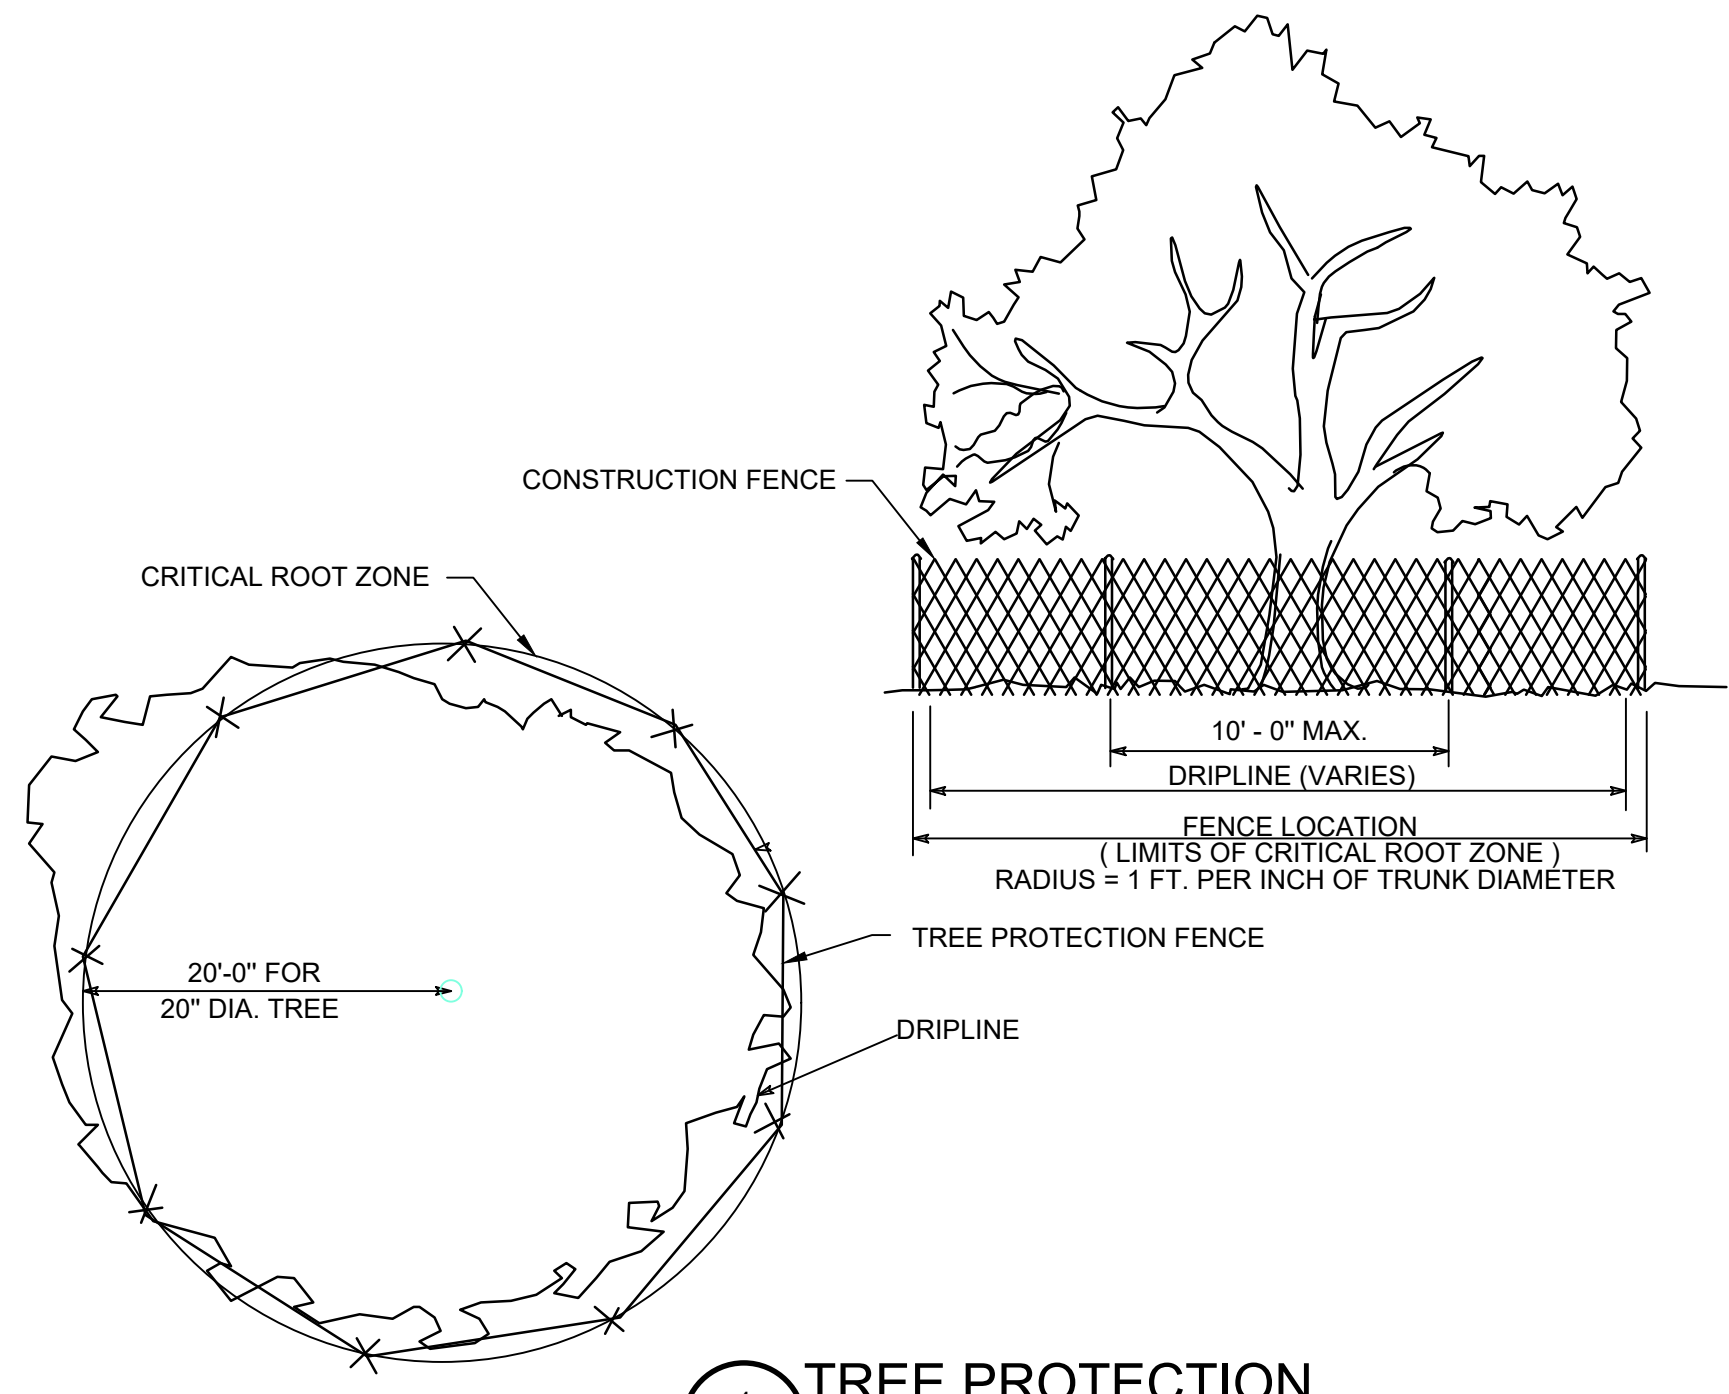 CONSTRUCTION FENCE
CRITICAL ROOT ZONE
10' - 0" MAX.
DRIPLINE (VARIES)
FENCE LOCATION
( LIMITS OF CRITICAL ROOT ZONE )
RADIUS = 1 FT. PER INCH OF TRUNK DIAMETER
TREE PROTECTION FENCE
20'-0" FOR
20" DIA. TREE
DRIPLINE
TREE PROTECTION